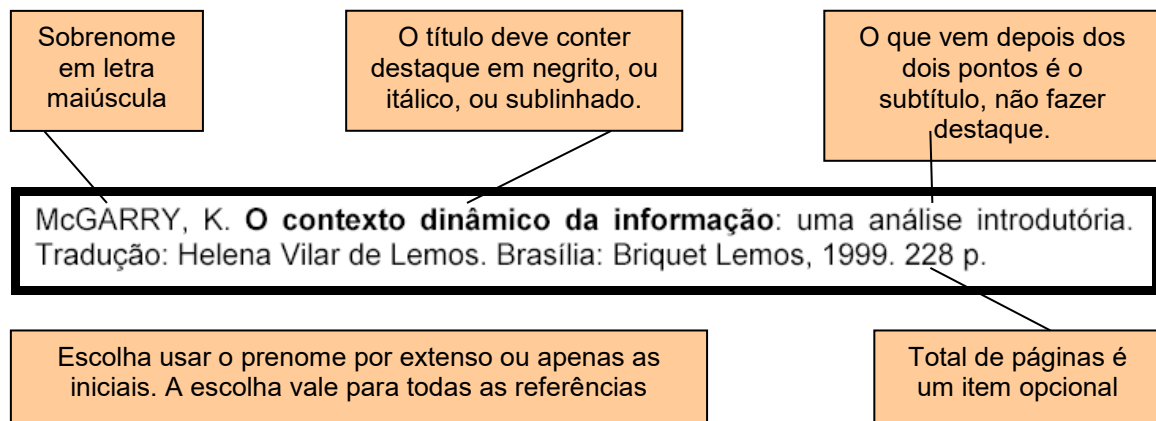 Sobrenome
em letra
maiúscula
O título deve conter
destaque em negrito, ou
itálico, ou sublinhado.
O que vem depois dos
dois pontos é o
subtítulo, não fazer
destaque.
McGARRY, K. O contexto dinâmico da informação: uma análise introdutória.
Tradução: Helena Vilar de Lemos. Brasília: Briquet Lemos, 1999. 228 p.
Escolha usar o prenome por extenso ou apenas as
iniciais. A escolha vale para todas as referências
Total de páginas é
um item opcional